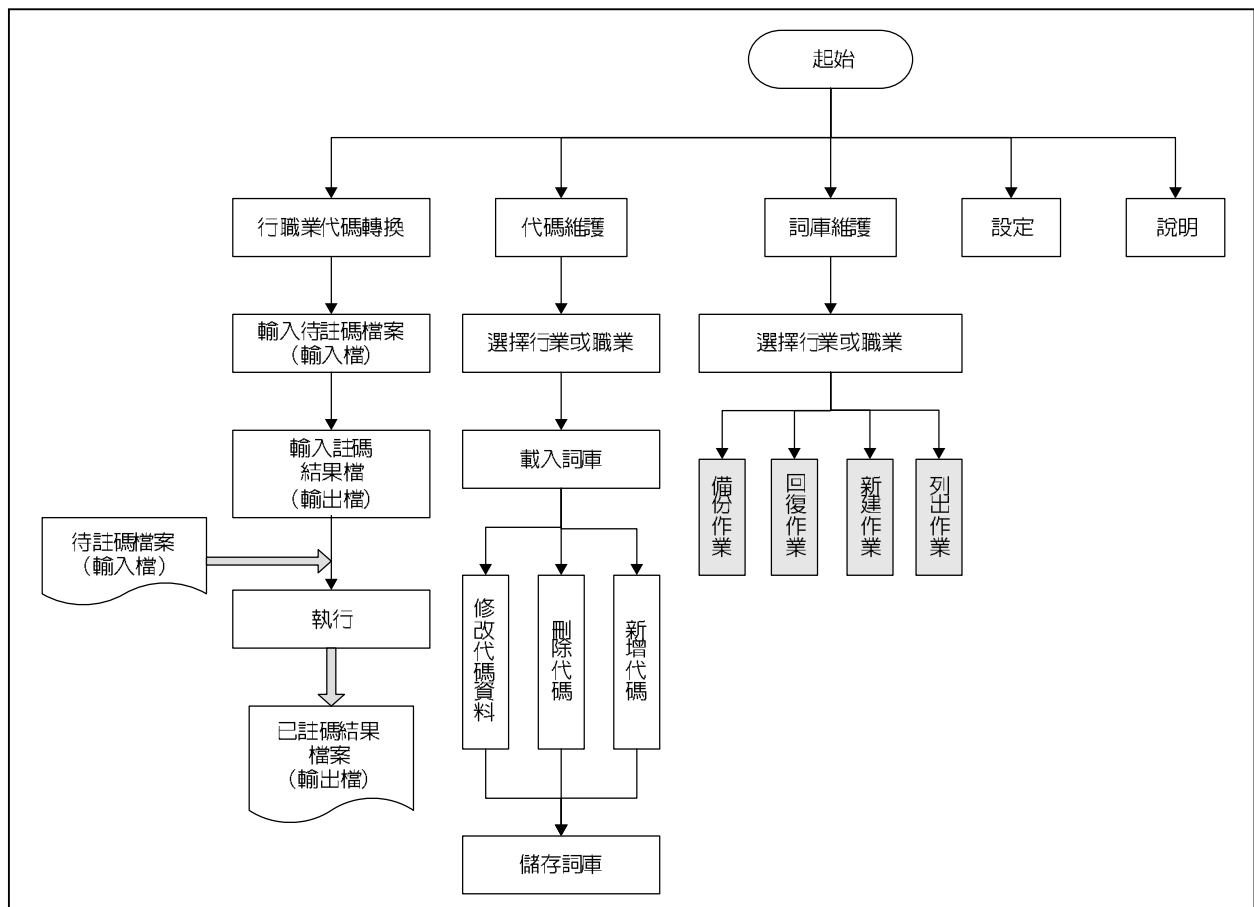 起始
行職業代碼轉換
代碼維護
詞庫維護
設定
說明
輸入待註碼檔案
(輸入檔)
選擇行業或職業
選擇行業或職業
輸入註碼
結果檔
(輸出檔)
載入詞庫
備份作業
回復作業
新建作業
列出作業
待註碼檔案
(輸入檔)
執行
修改代碼資料
刪除代碼
新增代碼
已註碼結果
檔案
(輸出檔)
儲存詞庫